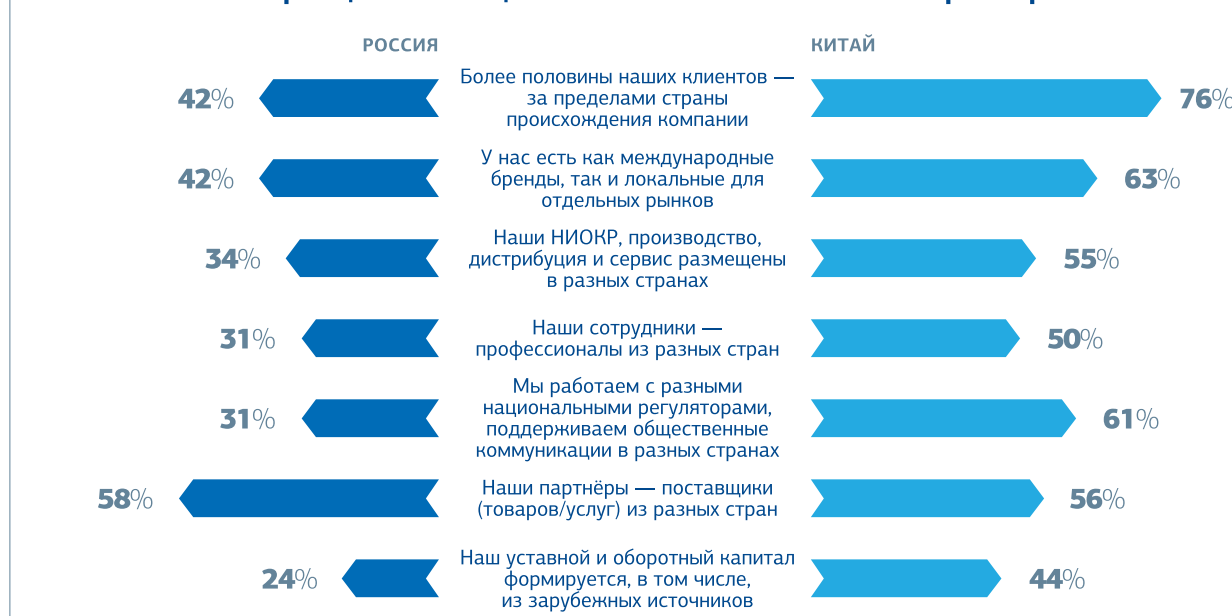 РОССИЯ
КИТАЙ
42%
Более половины наших клиентов —
за пределами страны
происхождения компании
76%
42%
У нас есть как международные
бренды, так и локальные для
отдельных рынков
63%
34%
Наши НИОКР, производство,
дистрибуция и сервис размещены
в разных странах
55%
31%
Наши сотрудники —
профессионалы из разных стран
50%
31%
Мы работаем с разными
национальными регуляторами,
поддерживаем общественные
коммуникации в разных странах
61%
58%
Наши партнёры — поставщики
(товаров/услуг) из разных стран
56%
24%
Наш уставной и оборотный капитал
формируется, в том числе,
из зарубежных источников
44%